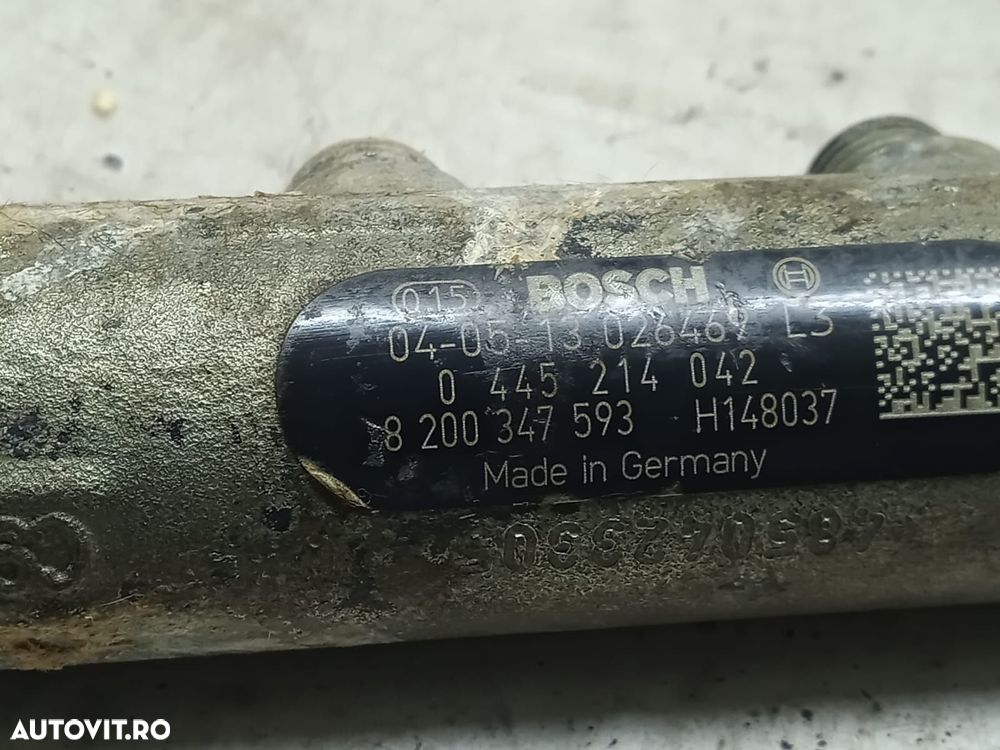 015 BOSCH
04-05-13 026469 L3
0 445 214 042
8 200 347 593 H148037
Made in Germany
AUTOVIT.RO